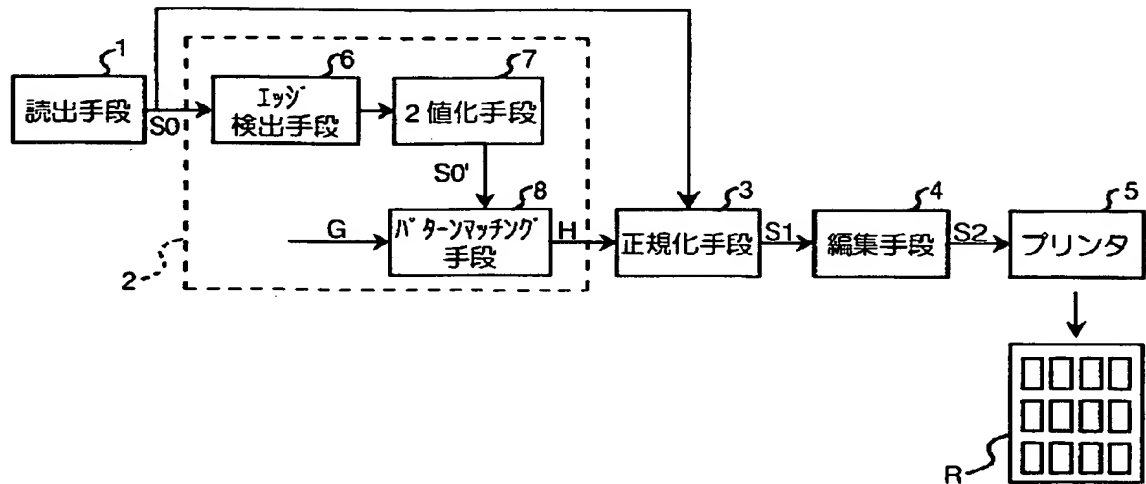 1
読出手段
S0
6
エッジ
検出手段
7
2値化手段
S0'
G
8
パターンマッチング
手段
H
2
3
正規化手段
S1
4
編集手段
S2
5
プリンタ
R